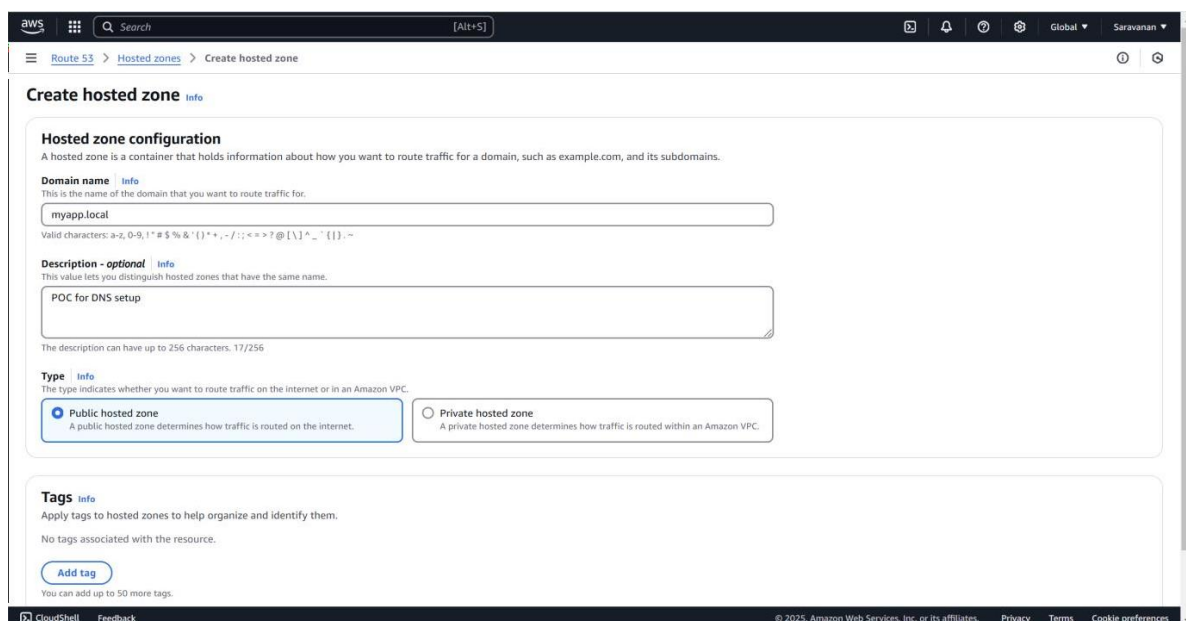 aws
Search [Alt+S] Global Saravanan
Route 53 > Hosted zones > Create hosted zone
Create hosted zone Info
Hosted zone configuration
A hosted zone is a container that holds information about how you want to route traffic for a domain, such as example.com, and its subdomains.
Domain name Info
This is the name of the domain that you want to route traffic for.
myapp.local
Valid characters: a-z, 0-9, ! " # $ % & ' ( ) * + , - / : ; < = > ? @ [ \ ] ^ _ ` { | } . ~
Description - optional Info
This value lets you distinguish hosted zones that have the same name.
POC for DNS setup
The description can have up to 256 characters. 17/256
Type Info
The type indicates whether you want to route traffic on the internet or in an Amazon VPC.
Public hosted zone
A public hosted zone determines how traffic is routed on the internet.
Private hosted zone
A private hosted zone determines how traffic is routed within an Amazon VPC.
Tags Info
Apply tags to hosted zones to help organize and identify them.
No tags associated with the resource.
Add tag
You can add up to 50 more tags.
CloudShell Feedback © 2025, Amazon Web Services, Inc. or its affiliates. Privacy Terms Cookie preferences